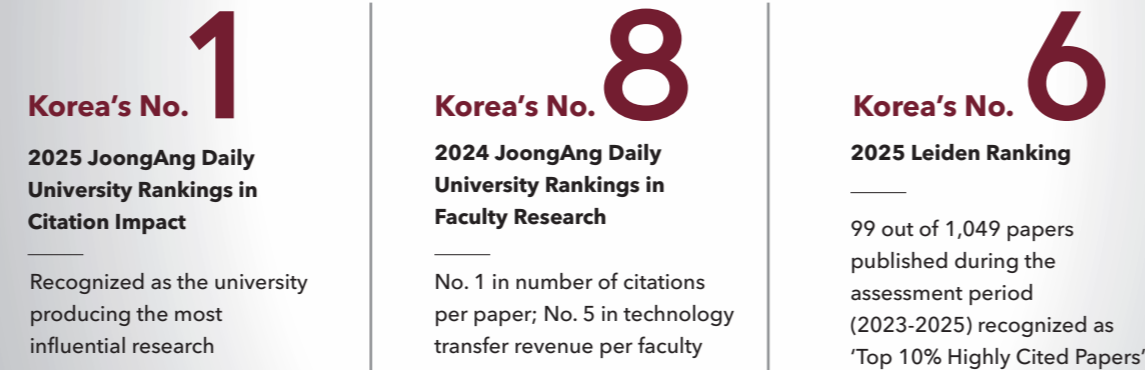 Korea's No. 1
2025 JoongAng Daily
University Rankings in
Citation Impact
Recognized as the university
producing the most
influential research
Korea's No. 8
2024 JoongAng Daily
University Rankings in
Faculty Research
No. 1 in number of citations
per paper; No. 5 in technology
transfer revenue per faculty
Korea's No. 6
2025 Leiden Ranking
99 out of 1,049 papers
published during the
assessment period
(2023-2025) recognized as
‘Top 10% Highly Cited Papers’